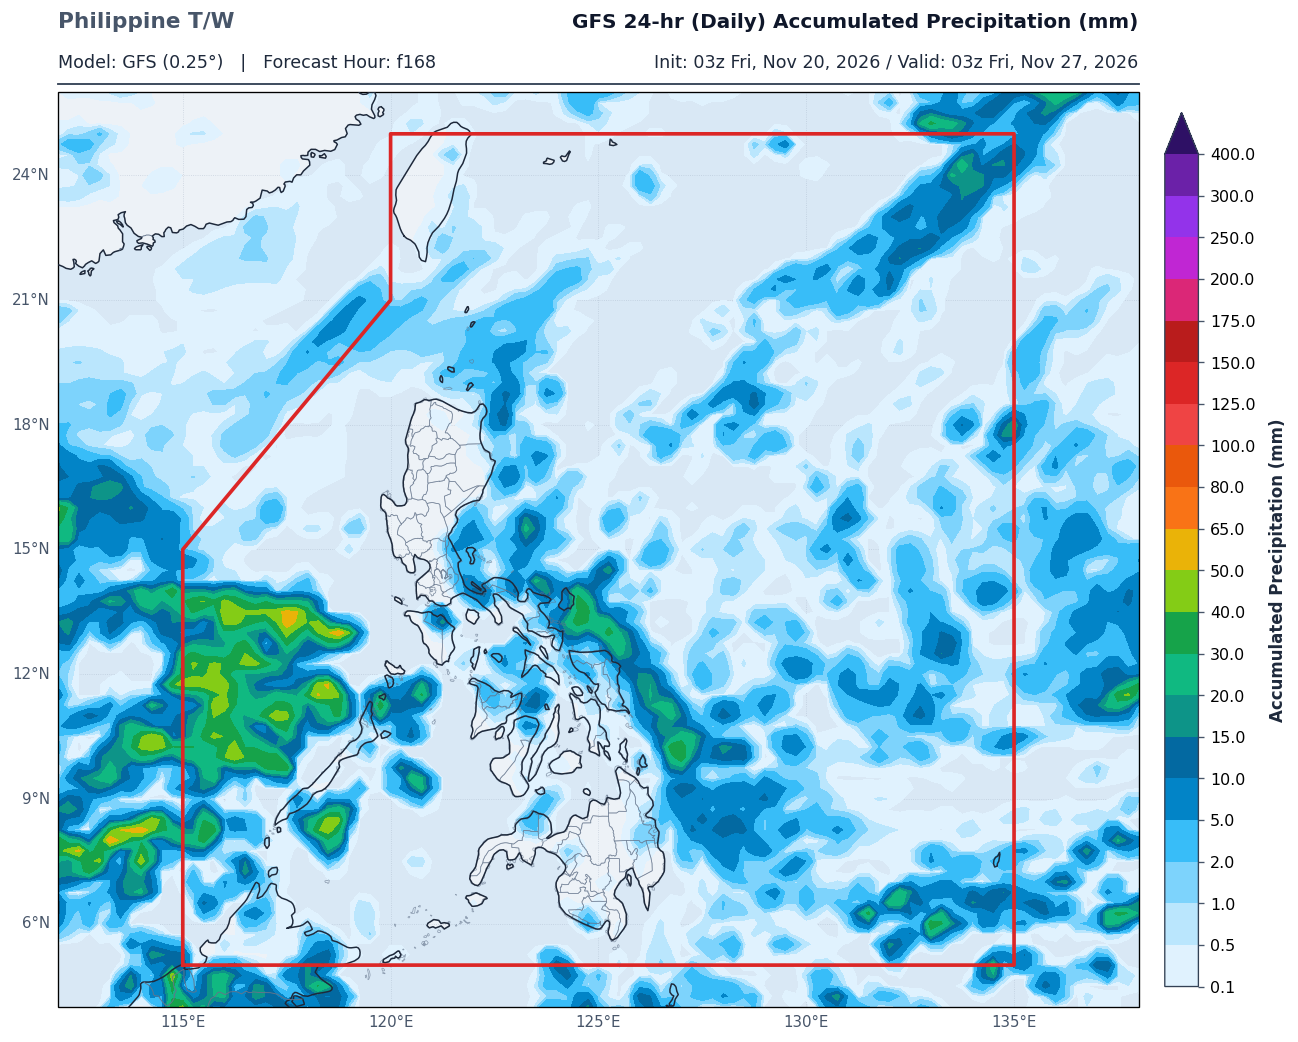 Philippine T/W
GFS 24-hr (Daily) Accumulated Precipitation (mm)
Model: GFS (0.25°)   |   Forecast Hour: f168
Init: 03z Fri, Nov 20, 2026 / Valid: 03z Fri, Nov 27, 2026
24°N
21°N
18°N
15°N
12°N
9°N
6°N
115°E
120°E
125°E
130°E
135°E
400.0
300.0
250.0
200.0
175.0
150.0
125.0
100.0
80.0
65.0
50.0
40.0
30.0
20.0
15.0
10.0
5.0
2.0
1.0
0.5
0.1
Accumulated Precipitation (mm)